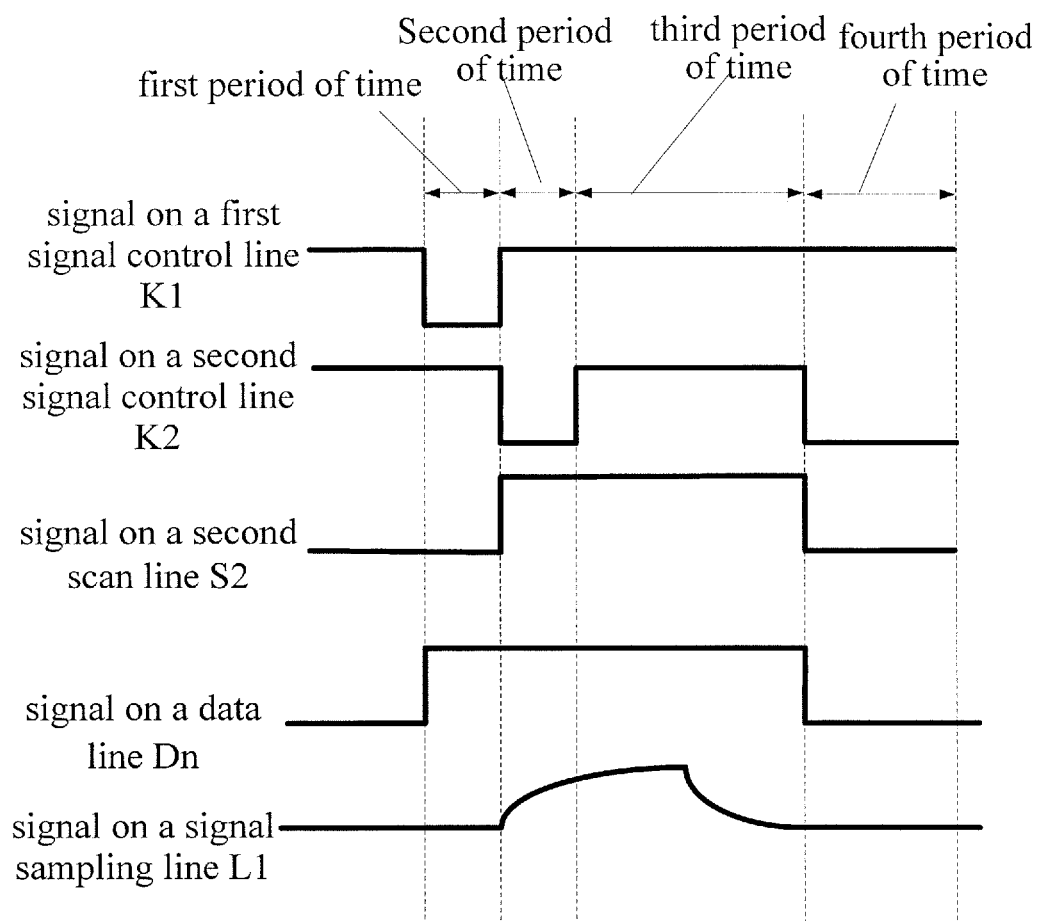 first period of time
Second period
of time
third period
of time
fourth period
of time
signal on a first
signal control line
K1
signal on a second
signal control line
K2
signal on a second
scan line S2
signal on a data
line Dn
signal on a signal
sampling line L1